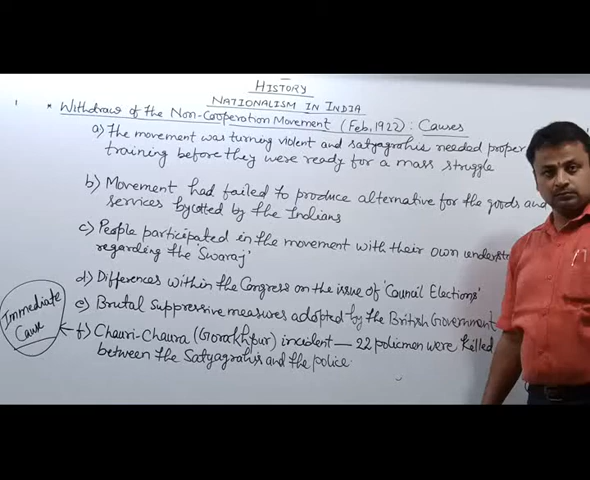 HISTORY
NATIONALISM IN INDIA
* Withdraw of the Non-Cooperation Movement (Feb, 1922): Causes
a) The movement was turning violent and satyagrahis needed proper
training before they were ready for a mass struggle
b) Movement had failed to produce alternative for the goods and
services bycotted by the Indians
c) People participated in the movement with their own underst
regarding the 'Swaraj'
d) Differences within the Congress on the issue of 'Council Elections'
e) Brutal suppressive measures adopted by the British Government
Immediate
Cause
f) Chauri-Chaura (Gorakhpur) incident — 22 policmen were killed
between the Satyagrahis and the police